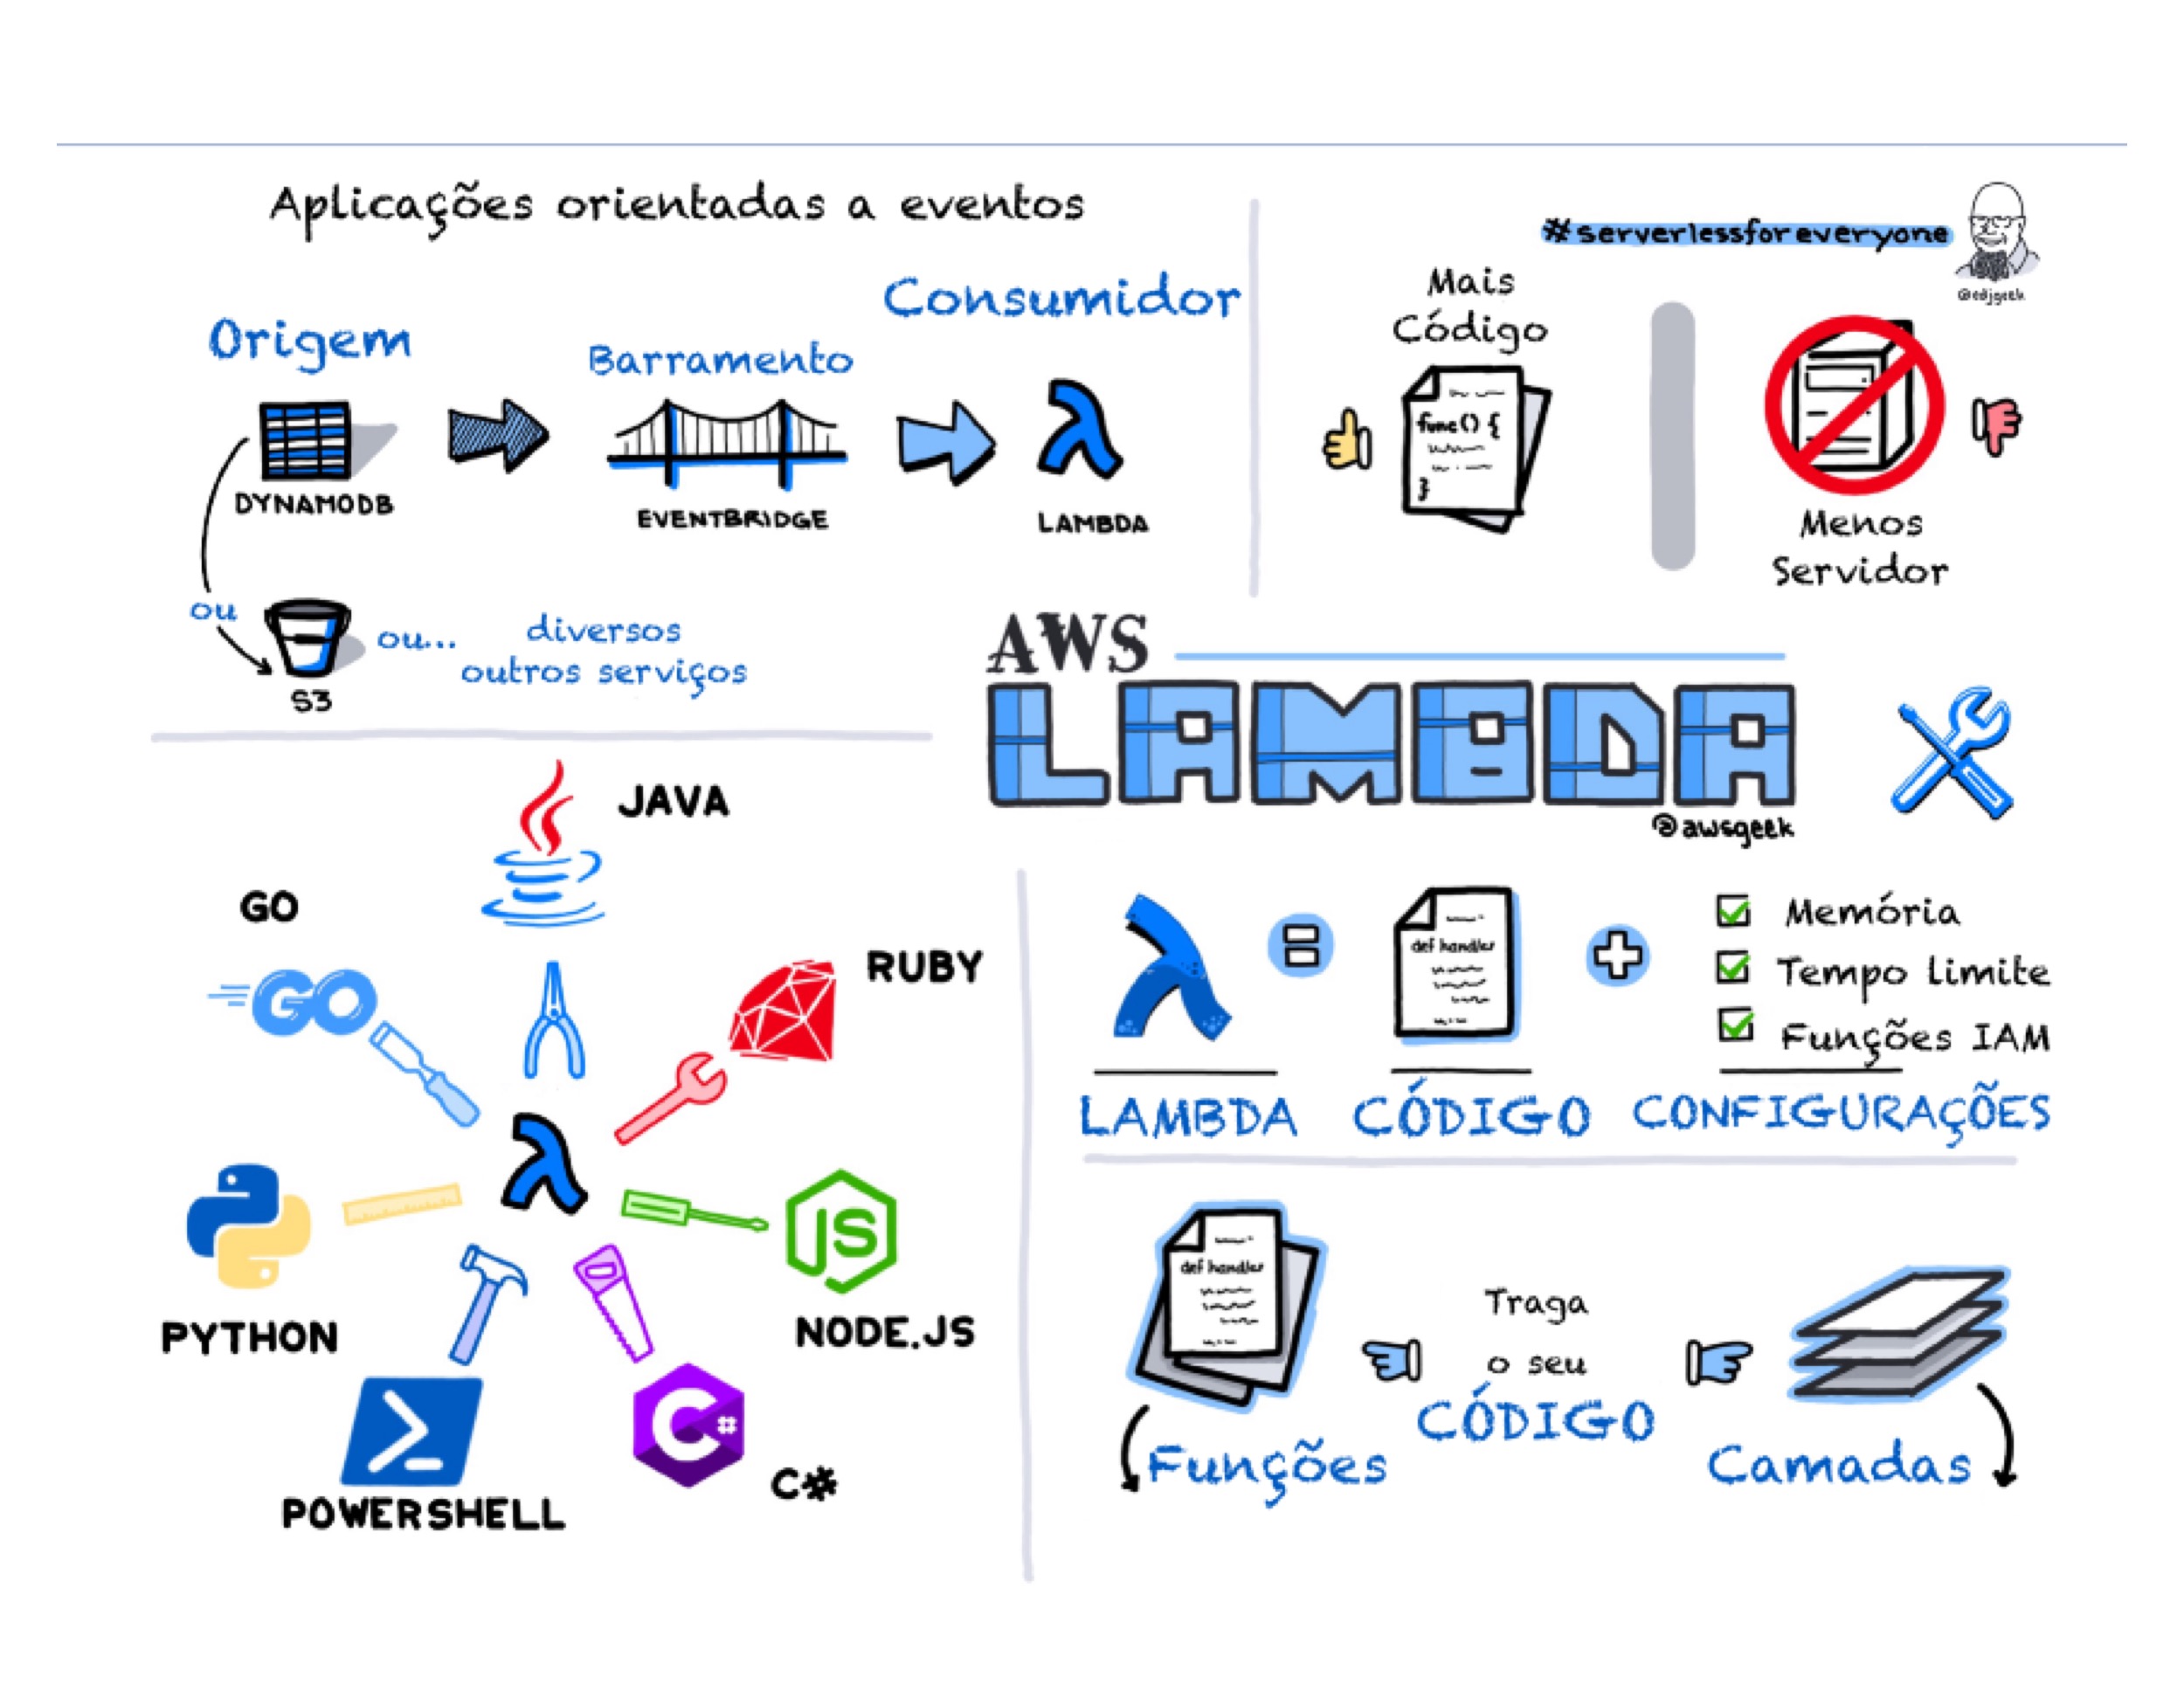 Aplicações orientadas a eventos
Origem
Barramento
Consumidor
DYNAMODB
EVENTBRIDGE
LAMBDA
ou
S3
ou...
diversos
outros serviços
#serverlessforeveryone
@edjgeek
Mais
Código
func() {
}
Menos
Servidor
AWS
LAMBDA
@awsgeek
JAVA
GO
GO
RUBY
PYTHON
JS
NODE.JS
POWERSHELL
C#
C#
def handler
Memória
Tempo limite
Funções IAM
LAMBDA
CÓDIGO
CONFIGURAÇÕES
def handler
Traga
o seu
CÓDIGO
Funções
Camadas